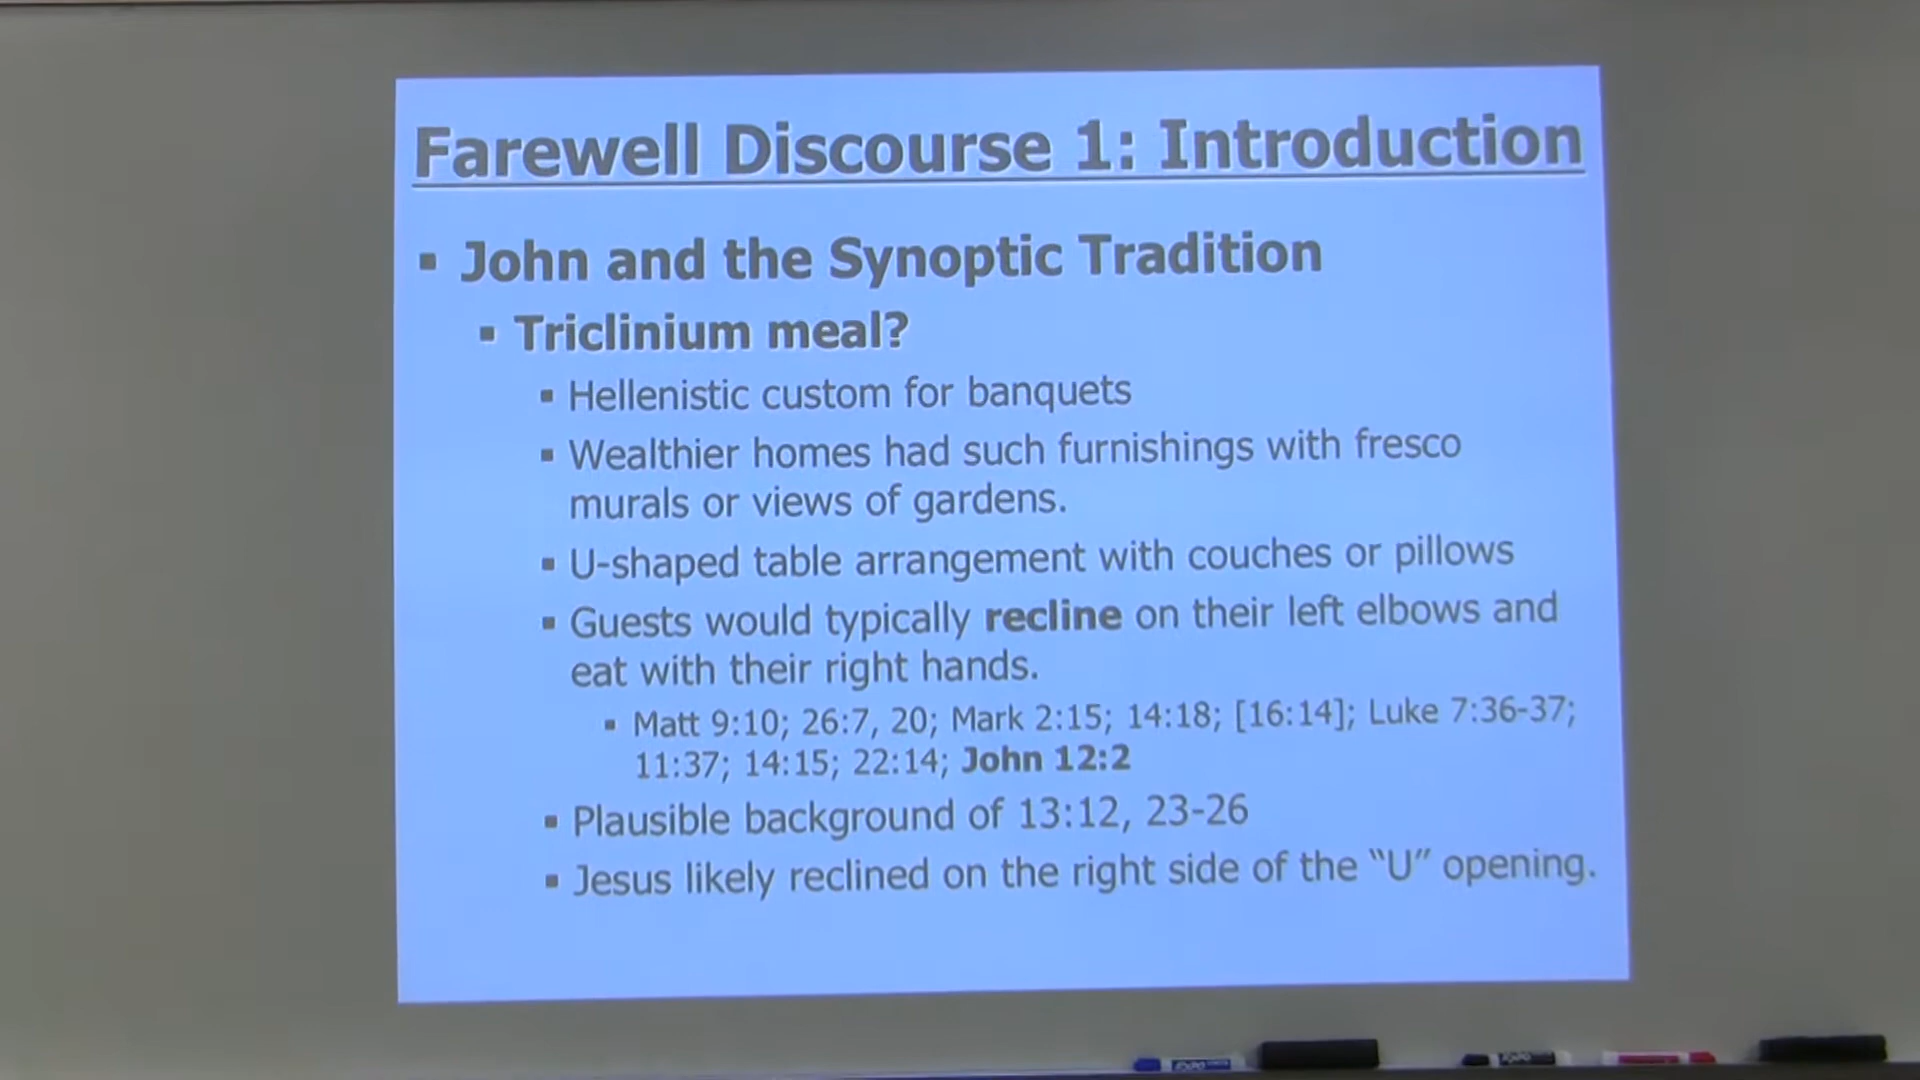 Farewell Discourse 1: Introduction
▪ John and the Synoptic Tradition
▪ Triclinium meal?
▪ Hellenistic custom for banquets
▪ Wealthier homes had such furnishings with fresco
murals or views of gardens.
▪ U-shaped table arrangement with couches or pillows
▪ Guests would typically recline on their left elbows and
eat with their right hands.
▪ Matt 9:10; 26:7, 20; Mark 2:15; 14:18; [16:14]; Luke 7:36-37;
11:37; 14:15; 22:14; John 12:2
▪ Plausible background of 13:12, 23-26
▪ Jesus likely reclined on the right side of the “U” opening.
EXPO
EXPO